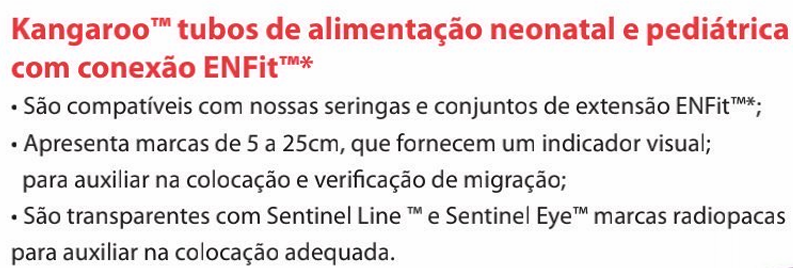 Kangaroo™ tubos de alimentação neonatal e pediátrica
com conexão ENFit™*
• São compatíveis com nossas seringas e conjuntos de extensão ENFit™*;
• Apresenta marcas de 5 a 25cm, que fornecem um indicador visual;
para auxiliar na colocação e verificação de migração;
• São transparentes com Sentinel Line ™ e Sentinel Eye™ marcas radiopacas
para auxiliar na colocação adequada.